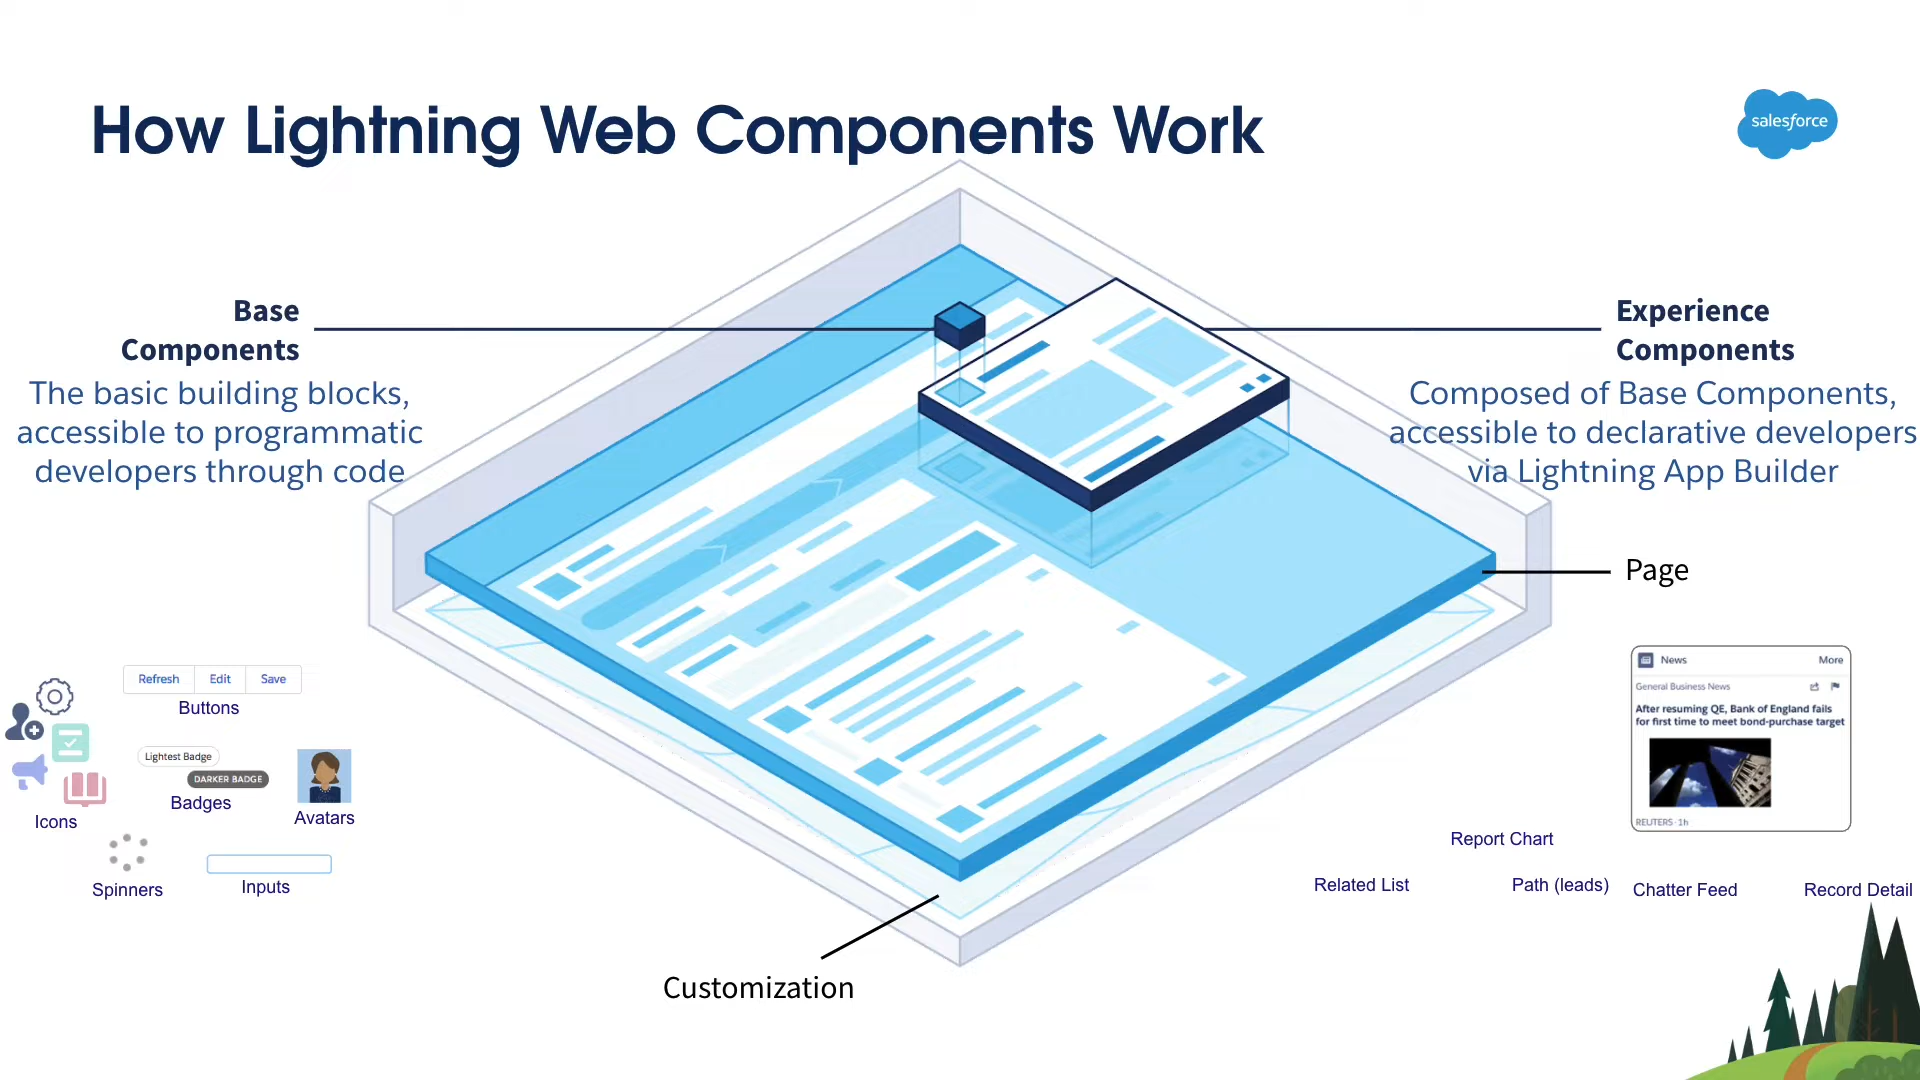 How Lightning Web Components Work
salesforce
Base
Components
The basic building blocks,
accessible to programmatic
developers through code
Experience
Components
Composed of Base Components,
accessible to declarative developers
via Lightning App Builder
Page
Refresh Edit Save
Buttons
Lightest Badge
DARKER BADGE
Badges
Avatars
Icons
Spinners
Inputs
News More
General Business News
After resuming QE, Bank of England fails
for first time to meet bond-purchase target
REUTERS · 1h
Report Chart
Related List
Path (leads)
Chatter Feed
Record Detail
Customization